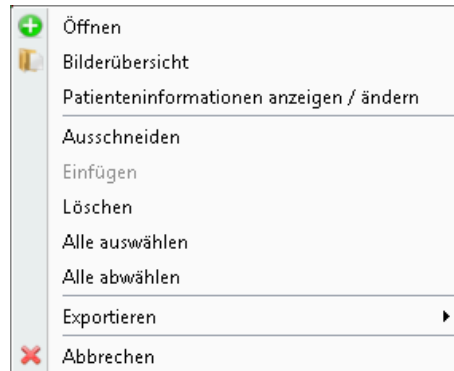 Öffnen
Bilderübersicht
Patienteninformationen anzeigen / ändern
Ausschneiden
Einfügen
Löschen
Alle auswählen
Alle abwählen
Exportieren
Abbrechen